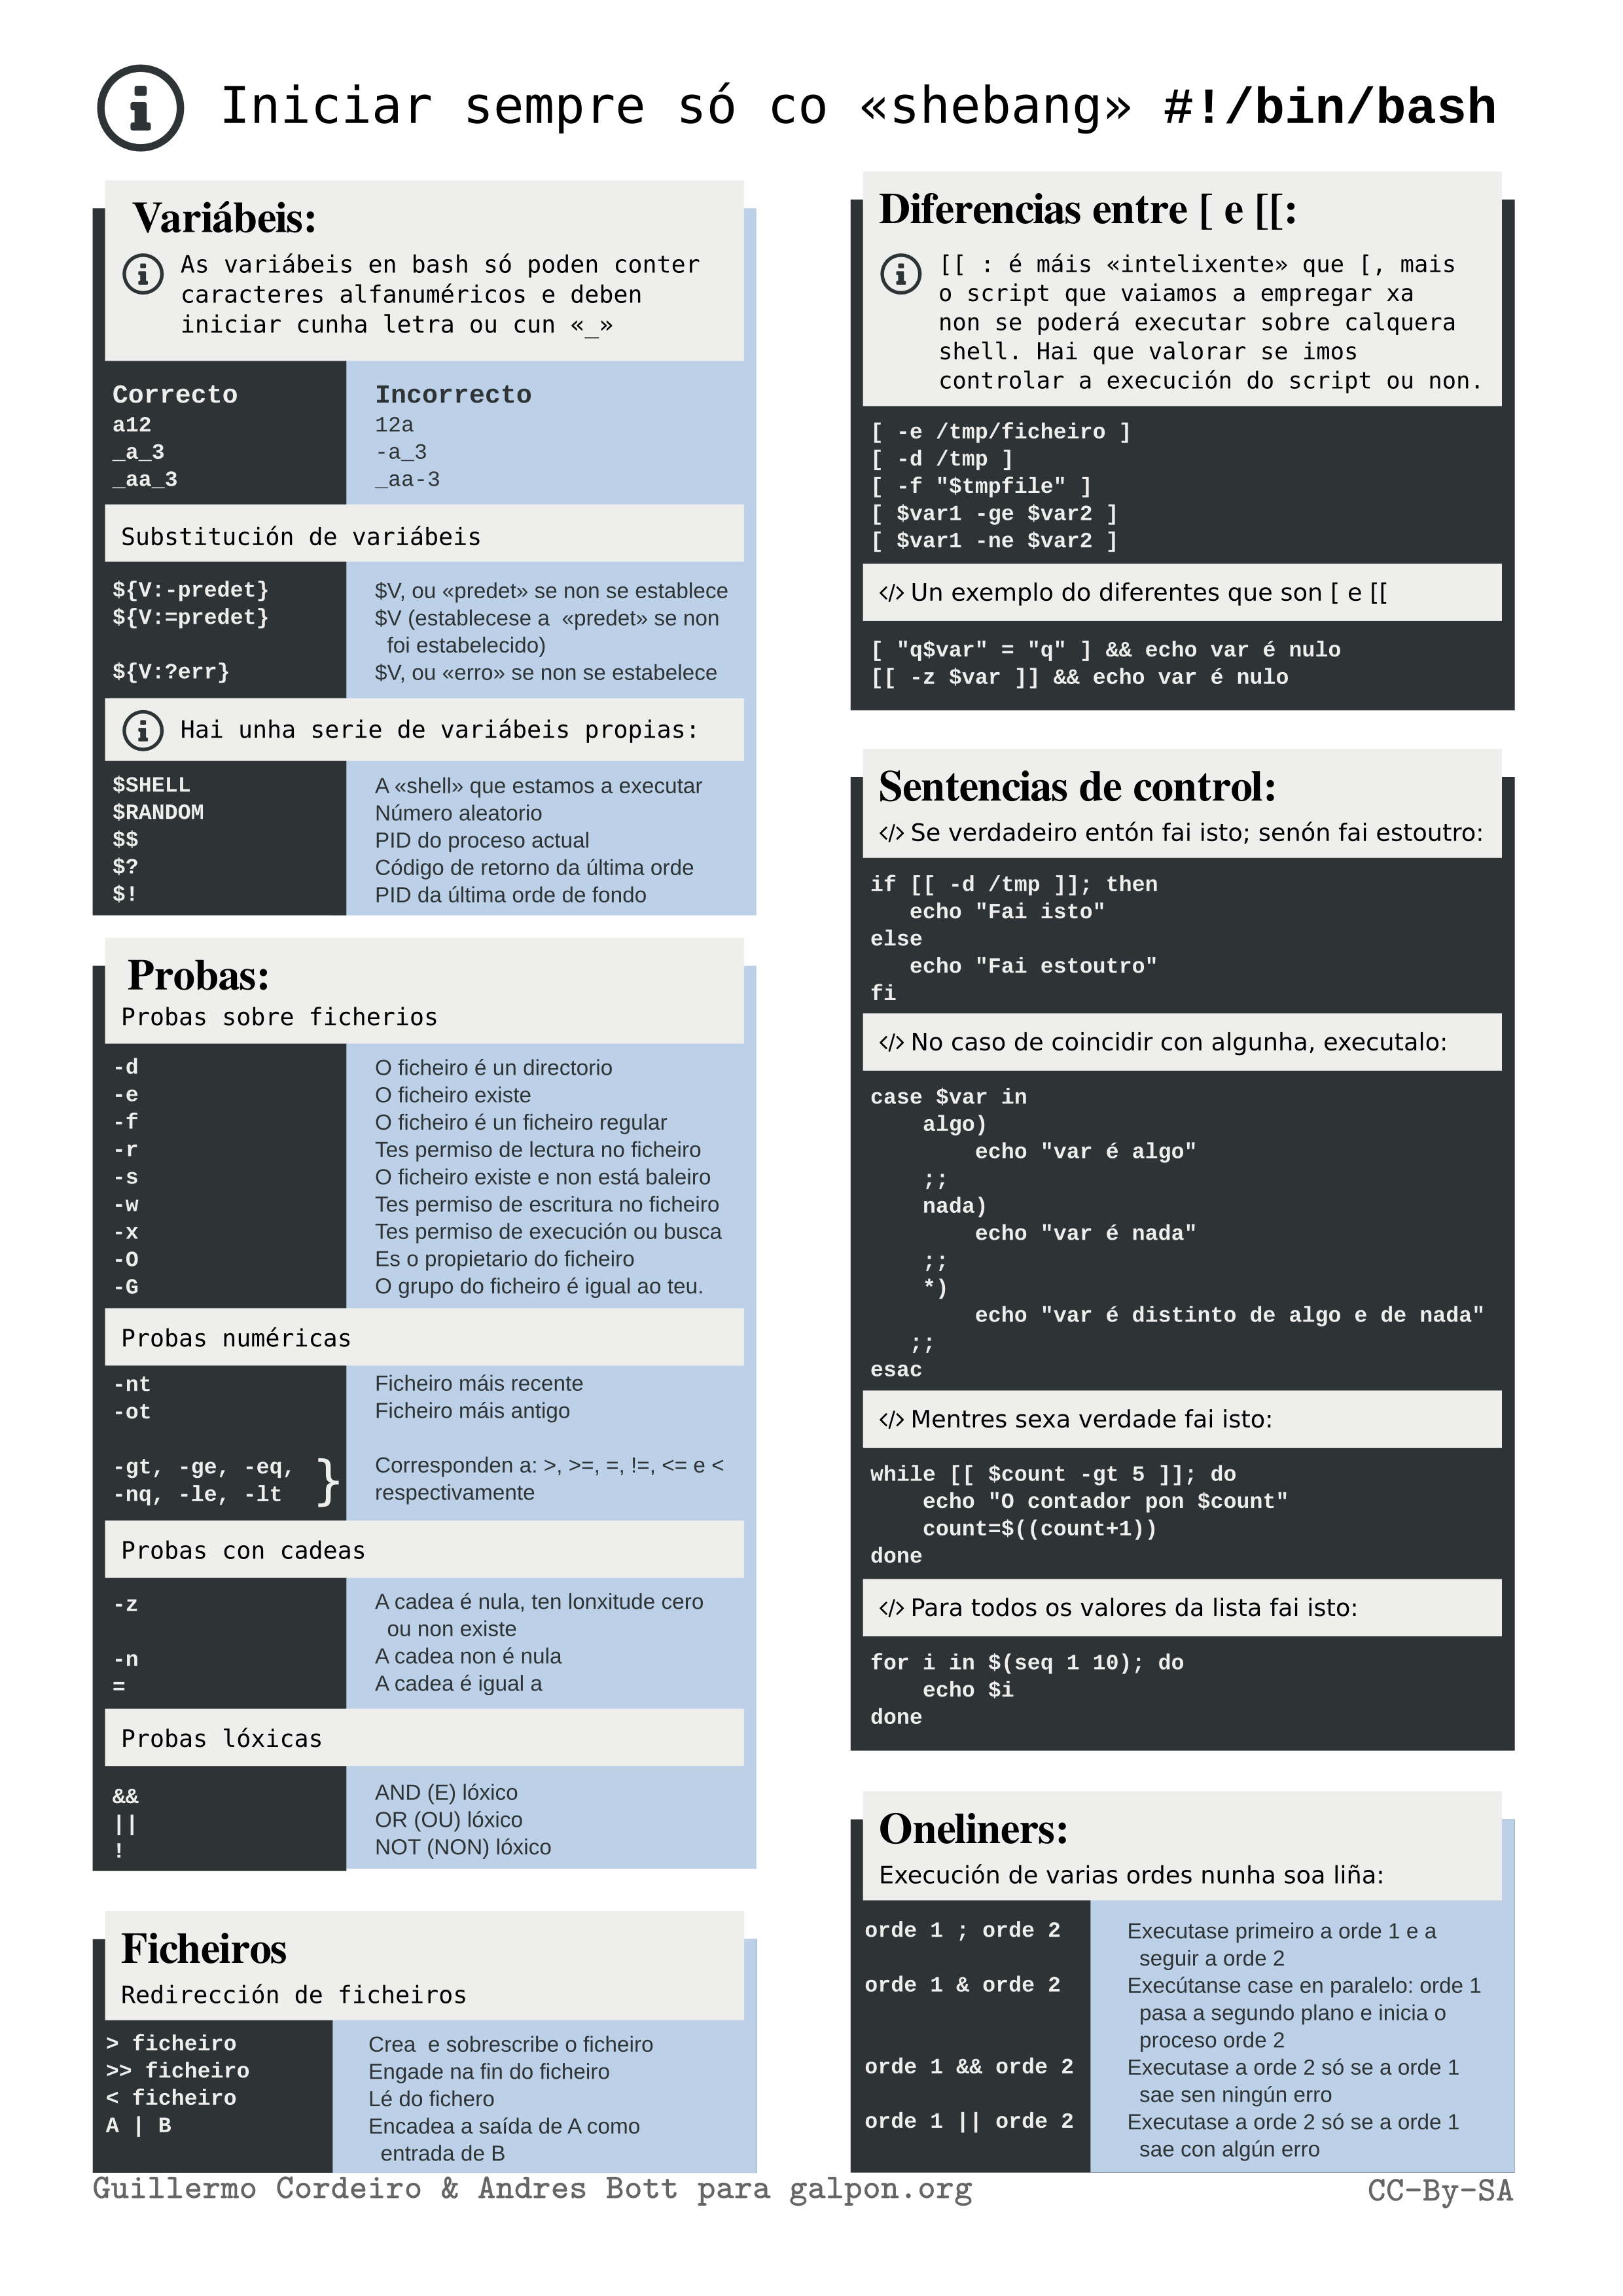 Iniciar sempre só co «shebang» #!/bin/bash
Variábeis:
As variábeis en bash só poden conter
caracteres alfanuméricos e deben
iniciar cunha letra ou cun «_»
Correcto Incorrecto
a12 12a
_a_3 -a_3
_aa_3 _aa-3
Substitución de variábeis
${V:-predet} $V, ou «predet» se non se establece
${V:=predet} $V (establecese a «predet» se non
foi estabelecido)
${V:?err} $V, ou «erro» se non se estabelece
Hai unha serie de variábeis propias:
$SHELL A «shell» que estamos a executar
$RANDOM Número aleatorio
$$ PID do proceso actual
$? Código de retorno da última orde
$! PID da última orde de fondo
Probas:
Probas sobre ficherios
-d O ficheiro é un directorio
-e O ficheiro existe
-f O ficheiro é un ficheiro regular
-r Tes permiso de lectura no ficheiro
-s O ficheiro existe e non está baleiro
-w Tes permiso de escritura no ficheiro
-x Tes permiso de execución ou busca
-O Es o propietario do ficheiro
-G O grupo do ficheiro é igual ao teu.
Probas numéricas
-nt Ficheiro máis recente
-ot Ficheiro máis antigo
-gt, -ge, -eq, } Corresponden a: >, >=, =, !=, <= e <
-nq, -le, -lt respectivamente
Probas con cadeas
-z A cadea é nula, ten lonxitude cero
ou non existe
-n A cadea non é nula
= A cadea é igual a
Probas lóxicas
&& AND (E) lóxico
|| OR (OU) lóxico
! NOT (NON) lóxico
Ficheiros
Redirección de ficheiros
> ficheiro Crea e sobrescribe o ficheiro
>> ficheiro Engade na fin do ficheiro
< ficheiro Lé do fichero
A | B Encadea a saída de A como
entrada de B
Diferencias entre [ e [[:
[[ : é máis «intelixente» que [, mais
o script que vaiamos a empregar xa
non se poderá executar sobre calquera
shell. Hai que valorar se imos
controlar a execución do script ou non.
[ -e /tmp/ficheiro ]
[ -d /tmp ]
[ -f "$tmpfile" ]
[ $var1 -ge $var2 ]
[ $var1 -ne $var2 ]
</> Un exemplo do diferentes que son [ e [[
[ "q$var" = "q" ] && echo var é nulo
[[ -z $var ]] && echo var é nulo
Sentencias de control:
</> Se verdadeiro entón fai isto; senón fai estoutro:
if [[ -d /tmp ]]; then
echo "Fai isto"
else
echo "Fai estoutro"
fi
</> No caso de coincidir con algunha, executalo:
case $var in
algo)
echo "var é algo"
;;
nada)
echo "var é nada"
;;
*)
echo "var é distinto de algo e de nada"
;;
esac
</> Mentres sexa verdade fai isto:
while [[ $count -gt 5 ]]; do
echo "O contador pon $count"
count=$((count+1))
done
</> Para todos os valores da lista fai isto:
for i in $(seq 1 10); do
echo $i
done
Oneliners:
Execución de varias ordes nunha soa liña:
orde 1 ; orde 2 Executase primeiro a orde 1 e a
seguir a orde 2
orde 1 & orde 2 Execútanse case en paralelo: orde 1
pasa a segundo plano e inicia o
proceso orde 2
orde 1 && orde 2 Executase a orde 2 só se a orde 1
sae sen ningún erro
orde 1 || orde 2 Executase a orde 2 só se a orde 1
sae con algún erro
Guillermo Cordeiro & Andres Bott para galpon.org CC-By-SA